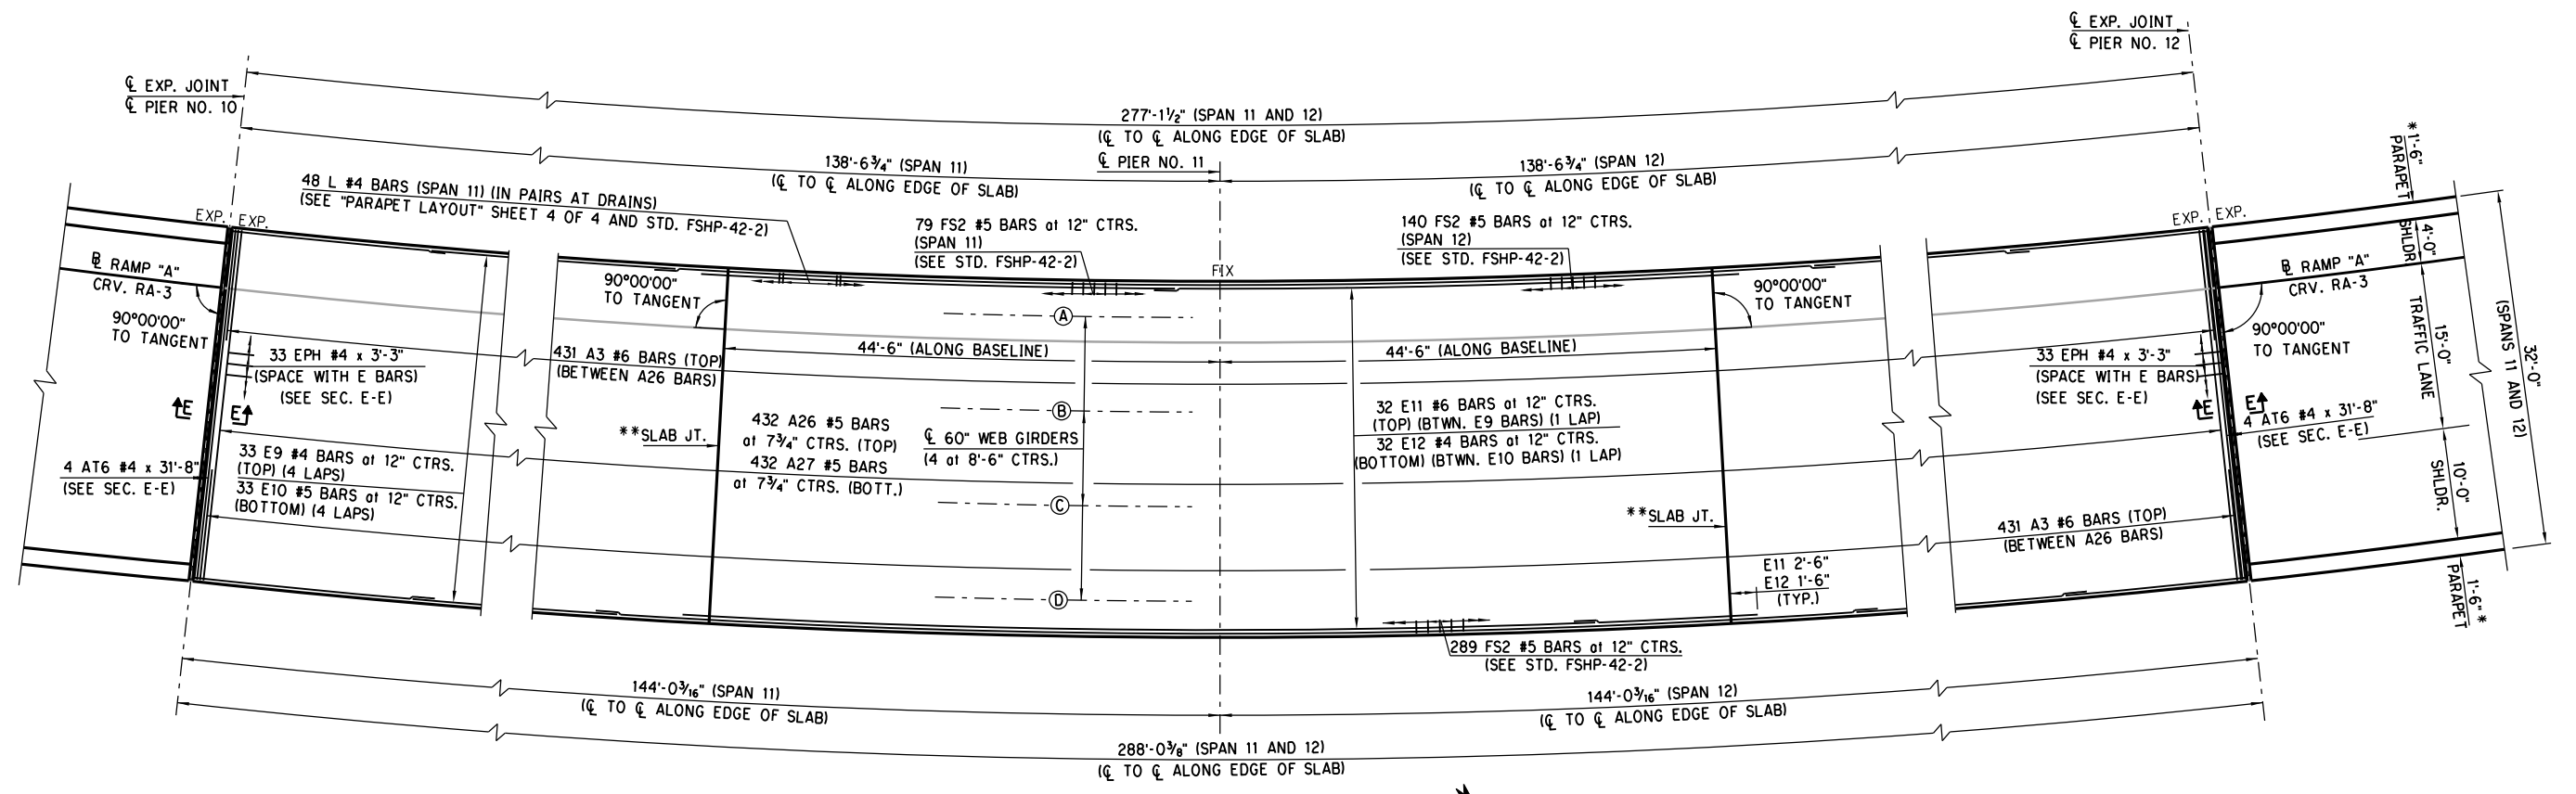 ℄ EXP. JOINT
℄ PIER NO. 12
℄ EXP. JOINT
℄ PIER NO. 10
277'-1½" (SPAN 11 AND 12)
(℄ TO ℄ ALONG EDGE OF SLAB)
138'-6¾" (SPAN 11)
(℄ TO ℄ ALONG EDGE OF SLAB)
℄ PIER NO. 11
138'-6¾" (SPAN 12)
(℄ TO ℄ ALONG EDGE OF SLAB)
*1'-6"
PARAPET
48 L #4 BARS (SPAN 11) (IN PAIRS AT DRAINS)
(SEE "PARAPET LAYOUT" SHEET 4 OF 4 AND STD. FSHP-42-2)
EXP. EXP.
79 FS2 #5 BARS at 12" CTRS.
(SPAN 11)
(SEE STD. FSHP-42-2)
140 FS2 #5 BARS at 12" CTRS.
(SPAN 12)
(SEE STD. FSHP-42-2)
EXP. EXP.
4'-0"
SHLDR
FIX
BL RAMP "A"
CRV. RA-3
90°00'00"
TO TANGENT
90°00'00"
TO TANGENT
A
90°00'00"
TO TANGENT
BL RAMP "A"
CRV. RA-3
90°00'00"
TO TANGENT
15'-0"
TRAFFIC LANE
32'-0"
(SPANS 11 AND 12)
33 EPH #4 x 3'-3"
(SPACE WITH E BARS)
(SEE SEC. E-E)
431 A3 #6 BARS (TOP)
(BETWEEN A26 BARS)
44'-6" (ALONG BASELINE)
44'-6" (ALONG BASELINE)
33 EPH #4 x 3'-3"
(SPACE WITH E BARS)
(SEE SEC. E-E)
E
E
E
E
4 AT6 #4 x 31'-8"
(SEE SEC. E-E)
B
**SLAB JT.
432 A26 #5 BARS
at 7¾" CTRS. (TOP)
432 A27 #5 BARS
at 7¾" CTRS. (BOTT.)
℄ 60" WEB GIRDERS
(4 at 8'-6" CTRS.)
32 E11 #6 BARS at 12" CTRS.
(TOP) (BTWN. E9 BARS) (1 LAP)
32 E12 #4 BARS at 12" CTRS.
(BOTTOM) (BTWN. E10 BARS) (1 LAP)
4 AT6 #4 x 31'-8"
(SEE SEC. E-E)
33 E9 #4 BARS at 12" CTRS.
(TOP) (4 LAPS)
33 E10 #5 BARS at 12" CTRS.
(BOTTOM) (4 LAPS)
10'-0"
SHLDR.
C
**SLAB JT.
431 A3 #6 BARS (TOP)
(BETWEEN A26 BARS)
E11 2'-6"
E12 1'-6"
(TYP.)
D
1'-6"*
PARAPET
289 FS2 #5 BARS at 12" CTRS.
(SEE STD. FSHP-42-2)
144'-0³⁄₁₆" (SPAN 11)
(℄ TO ℄ ALONG EDGE OF SLAB)
144'-0³⁄₁₆" (SPAN 12)
(℄ TO ℄ ALONG EDGE OF SLAB)
288'-0⅜" (SPAN 11 AND 12)
(℄ TO ℄ ALONG EDGE OF SLAB)